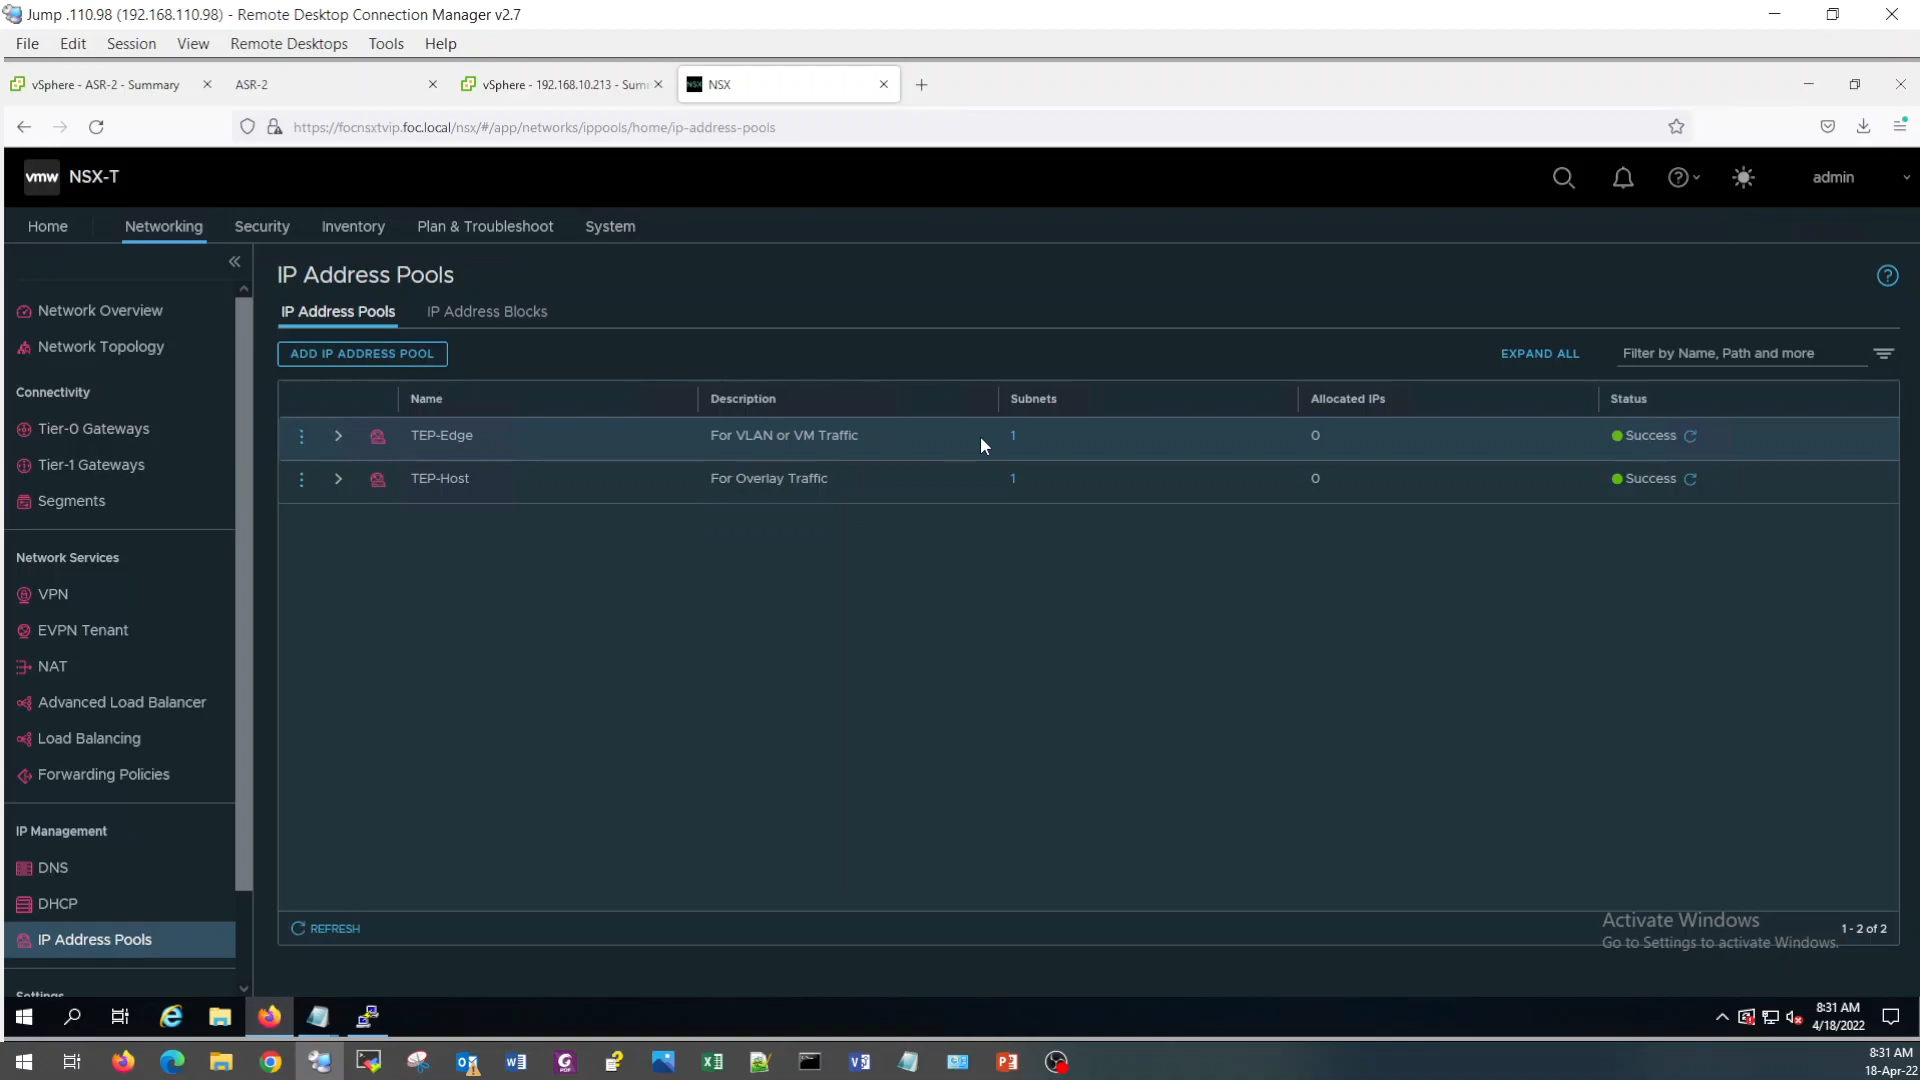 Jump .110.98 (192.168.110.98) - Remote Desktop Connection Manager v2.7
File Edit Session View Remote Desktops Tools Help
vSphere - ASR-2 - Summary ASR-2 vSphere - 192.168.10.213 - Sum NSX
https://focnsxtvip.foc.local/nsx/#/app/networks/ippools/home/ip-address-pools
vmw NSX-T admin
Home Networking Security Inventory Plan & Troubleshoot System
IP Address Pools
IP Address Pools IP Address Blocks
ADD IP ADDRESS POOL EXPAND ALL Filter by Name, Path and more
Name Description Subnets Allocated IPs Status
TEP-Edge For VLAN or VM Traffic 1 0 Success
TEP-Host For Overlay Traffic 1 0 Success
REFRESH 1 - 2 of 2
Network Overview
Network Topology
Connectivity
Tier-0 Gateways
Tier-1 Gateways
Segments
Network Services
VPN
EVPN Tenant
NAT
Advanced Load Balancer
Load Balancing
Forwarding Policies
IP Management
DNS
DHCP
IP Address Pools
Settings
Activate Windows
Go to Settings to activate Windows.
8:31 AM
4/18/2022
8:31 AM
18-Apr-22